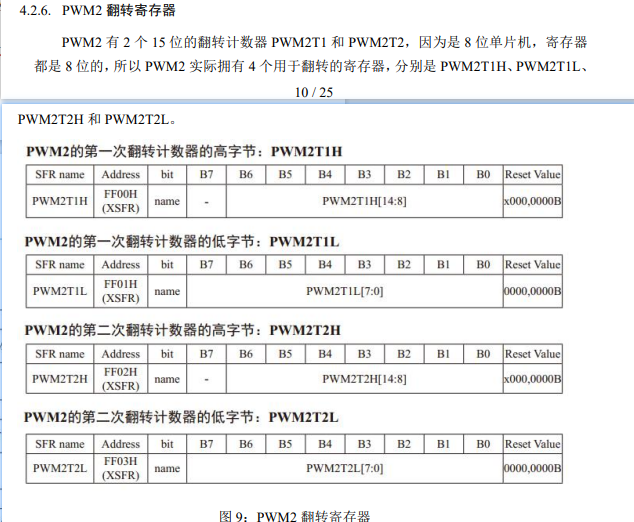 4.2.6. PWM2 翻转寄存器
PWM2 有 2 个 15 位的翻转计数器 PWM2T1 和 PWM2T2，因为是 8 位单片机，寄存器
都是 8 位的，所以 PWM2 实际拥有 4 个用于翻转的寄存器，分别是 PWM2T1H、PWM2T1L、
10 / 25
PWM2T2H 和 PWM2T2L。
PWM2的第一次翻转计数器的高字节：PWM2T1H
SFR name Address bit B7 B6 B5 B4 B3 B2 B1 B0 Reset Value
PWM2T1H FF00H (XSFR) name - PWM2T1H[14:8] x000,0000B
PWM2的第一次翻转计数器的低字节：PWM2T1L
SFR name Address bit B7 B6 B5 B4 B3 B2 B1 B0 Reset Value
PWM2T1L FF01H (XSFR) name PWM2T1L[7:0] 0000,0000B
PWM2的第二次翻转计数器的高字节：PWM2T2H
SFR name Address bit B7 B6 B5 B4 B3 B2 B1 B0 Reset Value
PWM2T2H FF02H (XSFR) name - PWM2T2H[14:8] x000,0000B
PWM2的第二次翻转计数器的低字节：PWM2T2L
SFR name Address bit B7 B6 B5 B4 B3 B2 B1 B0 Reset Value
PWM2T2L FF03H (XSFR) name PWM2T2L[7:0] 0000,0000B
图 9：PWM2 翻转寄存器